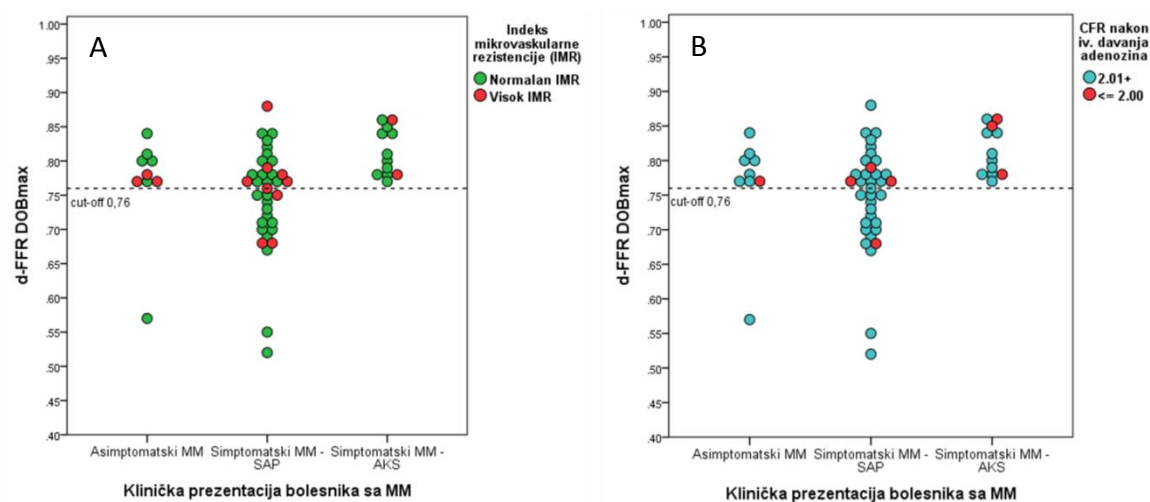 A
Indeks
mikrovaskularne
rezistencije (IMR)
Normalan IMR
Visok IMR
1.00
.95
.90
.85
.80
.75
.70
.65
.60
.55
.50
.45
.40
d-FFR DOBmax
cut-off 0,76
Asimptomatski MM
Simptomatski MM -
SAP
Simptomatski MM -
AKS
Klinička prezentacija bolesnika sa MM
B
CFR nakon
iv. davanja
adenozina
2.01+
<= 2.00
1.00
.95
.90
.85
.80
.75
.70
.65
.60
.55
.50
.45
.40
d-FFR DOBmax
cut-off 0,76
Asimptomatski MM
Simptomatski MM -
SAP
Simptomatski MM -
AKS
Klinička prezentacija bolesnika sa MM